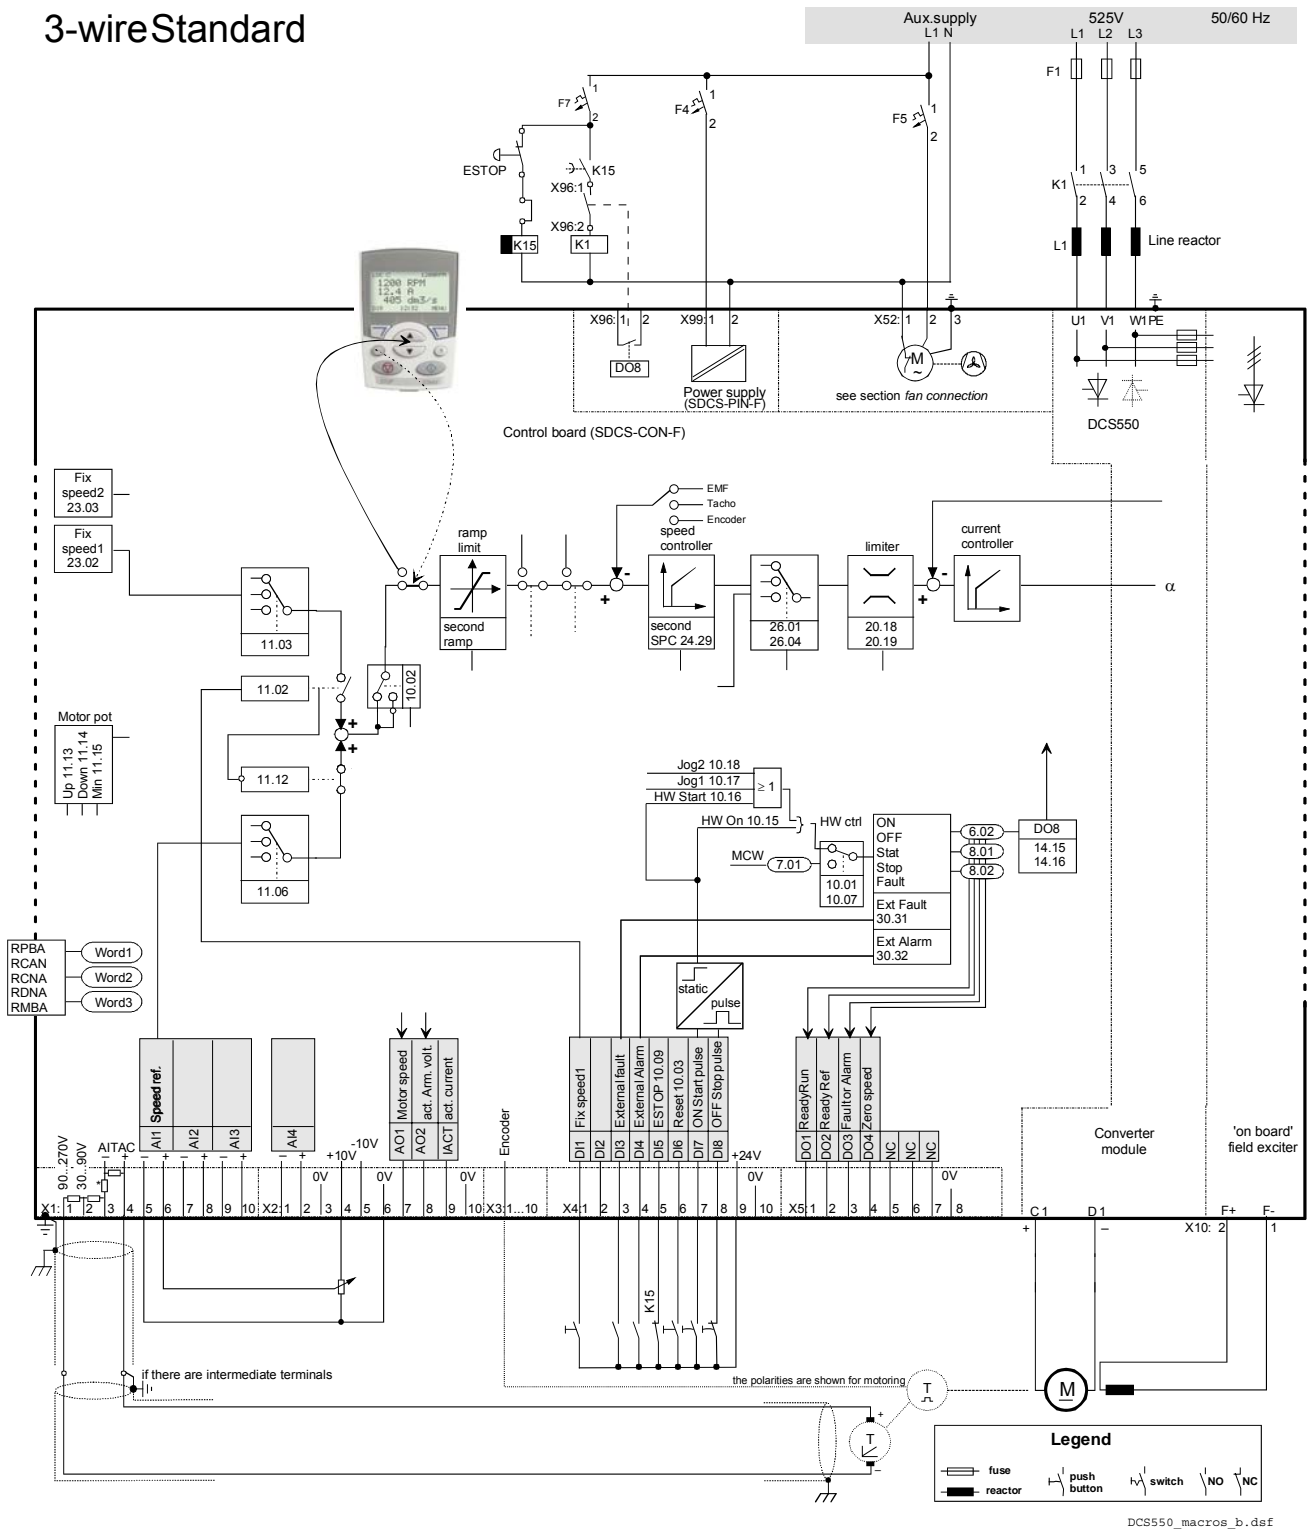 3-wire Standard
Aux.supply 525V 50/60 Hz
L1 N L1 L2 L3
F1
F7 1 2
F4 1 2
F5 1 2
ESTOP
K15
X96:1
X96:2
K15 K1
K1 1 2 3 4 5 6
L1 Line reactor
1200 RPM
12.4 A
405 dm3/s
X96: 1 2 X99:1 2 X52: 1 2 3 U1 V1 W1 PE
DO8
Power supply
(SDCS-PIN-F)
M
~
see section fan connection
DCS550
Control board (SDCS-CON-F)
Fix
speed2
23.03
Fix
speed1
23.02
EMF
Tacho
Encoder
ramp
limit
speed
controller
limiter
current
controller
- +
- +
α
second
ramp
second
SPC 24.29
26.01
26.04
20.18
20.19
11.03
11.02
10.02
+
+
11.12
11.06
Motor pot
Up 11.13
Down 11.14
Min 11.15
Jog2 10.18
Jog1 10.17
HW Start 10.16
≥ 1
HW On 10.15 } HW ctrl
MCW 7.01
10.01
10.07
ON
OFF
Stat
Stop
Fault
Ext Fault
30.31
Ext Alarm
30.32
6.02
8.01
8.02
DO8
14.15
14.16
static
pulse
RPBA
RCAN
RCNA
RDNA
RMBA
Word1
Word2
Word3
Speed ref.
AI1 AI2 AI3 AI4
AO1 Motor speed
AO2 act. Arm. volt.
IACT act. current
Encoder
DI1 Fix speed1
DI2
DI3 External fault
DI4 External Alarm
DI5 ESTOP 10.09
DI6 Reset 10.03
DI7 ON Start pulse
DI8 OFF Stop pulse
DO1 ReadyRun
DO2 Ready Ref
DO3 Fault or Alarm
DO4 Zero speed
NC
NC
NC
90...270V
30...90V
AITAC
- + - + - + - + - +
+10V
-10V
0V 0V 0V
+24V
0V
0V
Converter
module
'on board'
field exciter
X1: 1 2 3 4 5 6 7 8 9 10 X2:1 2 3 4 5 6 7 8 9 10 X3:1...10 X4:1 2 3 4 5 6 7 8 9 10 X5:1 2 3 4 5 6 7 8
C 1 D 1 F+ F-
+ – X10: 2 1
K15
if there are intermediate terminals
the polarities are shown for motoring
T
M
T
+
–
Legend
fuse
reactor
push
button
switch
NO
NC
DCS550_macros_b.dsf